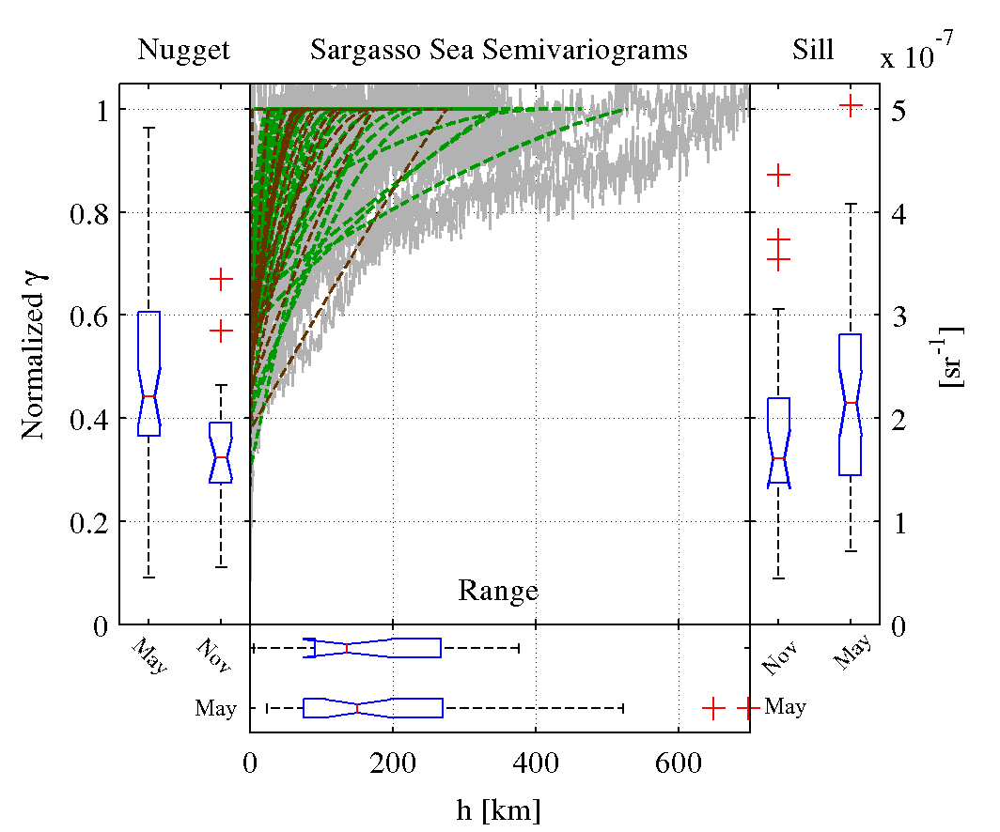 Nugget Sargasso Sea Semivariograms Sill x 10-7
1 5
0.8 4
0.6 3
0.4 2
0.2 1
0 0
Normalized γ
[sr-1]
Range
May Nov Nov May
May May
0 200 400 600
h [km]